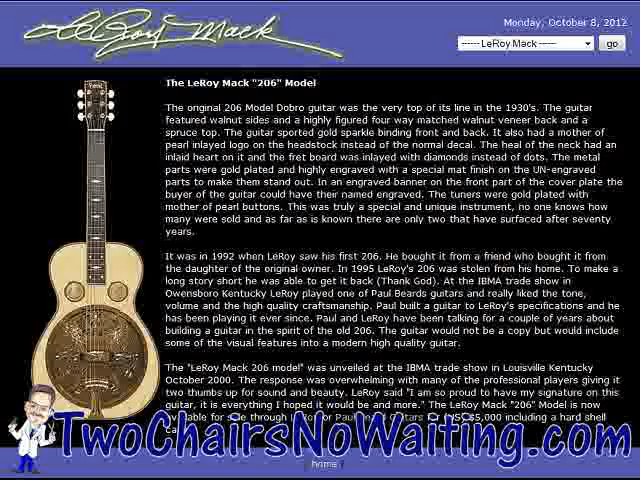 LeRoy Mack
Monday, October 8, 2012
------ LeRoy Mack -----
go
The LeRoy Mack "206" Model
The original 206 Model Dobro guitar was the very top of its line in the 1930's. The guitar
featured walnut sides and a highly figured four way matched walnut veneer back and a
spruce top. The guitar sported gold sparkle binding front and back. It also had a mother of
pearl inlayed logo on the headstock instead of the normal decal. The heal of the neck had an
inlaid heart on it and the fret board was inlayed with diamonds instead of dots. The metal
parts were gold plated and highly engraved with a special mat finish on the UN-engraved
parts to make them stand out. In an engraved banner on the front part of the cover plate the
buyer of the guitar could have their named engraved. The tuners were gold plated with
mother of pearl buttons. This was truly a special and unique instrument, no one knows how
many were sold and as far as is known there are only two that have surfaced after seventy
years.
It was in 1992 when LeRoy saw his first 206. He bought it from a friend who bought it from
the daughter of the original owner. In 1995 LeRoy's 206 was stolen from his home. To make a
long story short he was able to get it back (Thank God). At the IBMA trade show in
Owensboro Kentucky LeRoy played one of Paul Beards guitars and really liked the tone,
volume and the high quality craftsmanship. Paul built a guitar to LeRoy's specifications and he
has been playing it ever since. Paul and LeRoy have been talking for a couple of years about
building a guitar in the spirit of the old 206. The guitar would not be a copy but would include
some of the visual features into a modern high quality guitar.
The "LeRoy Mack 206 model" was unveiled at the IBMA trade show in Louisville Kentucky
October 2000. The response was overwhelming with many of the professional players giving it
two thumbs up for sound and beauty. LeRoy said "I am so proud to have my signature on this
guitar, it is everything I hoped it would be and more." The LeRoy Mack "206" Model is now
for through or including a hard shell
TwoChairsNoWaiting.com
home